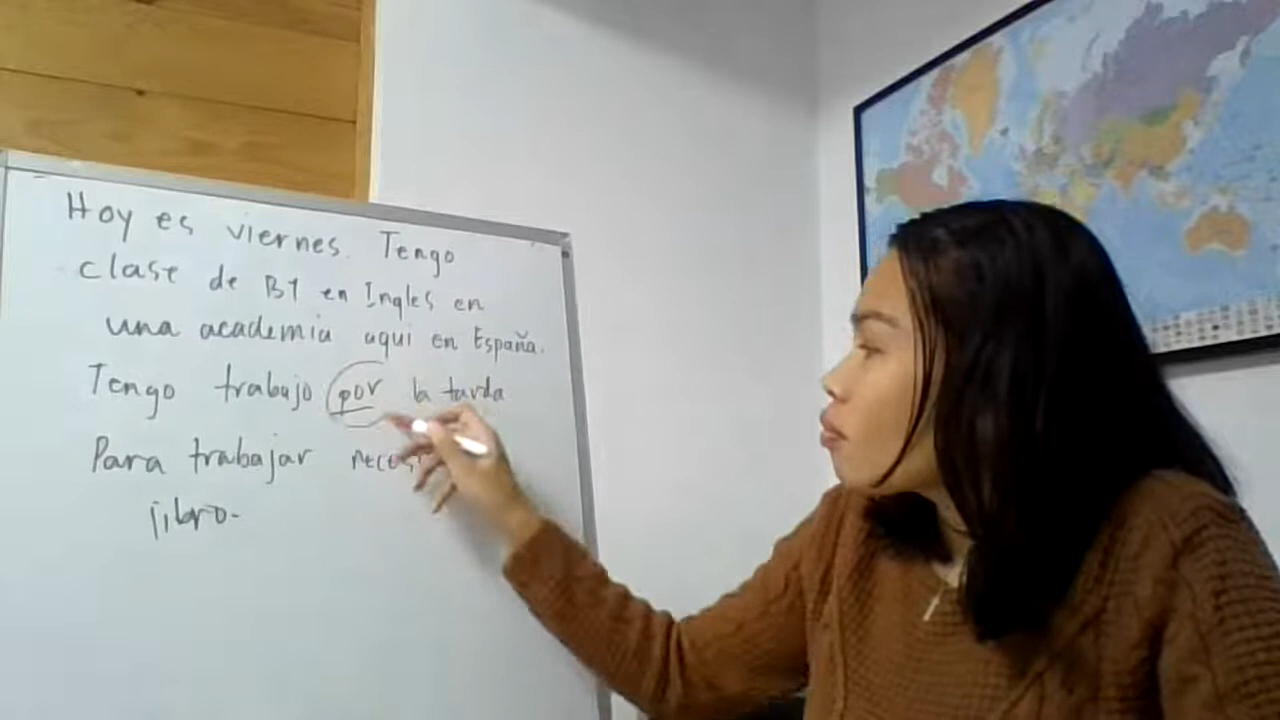 Hoy es viernes. Tengo
clase de B1 en Ingles en
una academia aqui en España.
Tengo trabajo por la tarda
Para trabajar
libro.